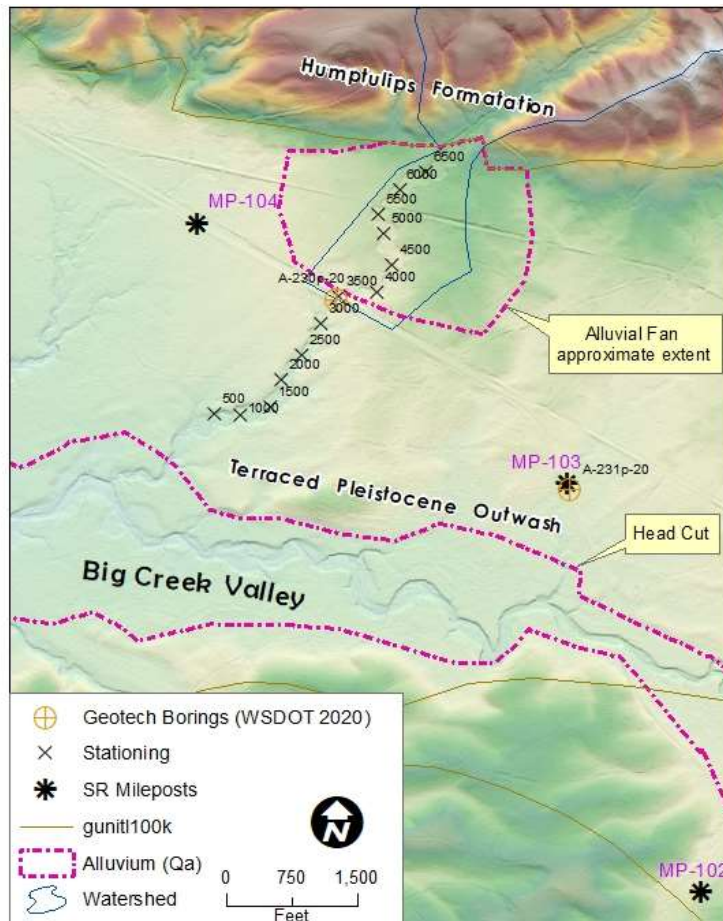 Humptulips Formatation
6500
6000
MP-104
5500
5000
4500
A-230p-20
3500
4000
3000
2500
Alluvial Fan
approximate extent
2000
1500
500
1000
MP-103
A-231p-20
Terraced Pleistocene Outwash
Head Cut
Big Creek Valley
Geotech Borings (WSDOT 2020)
Stationing
SR Mileposts
gunitl100k
Alluvium (Qa)
Watershed
N
0 750 1,500
Feet
MP-102